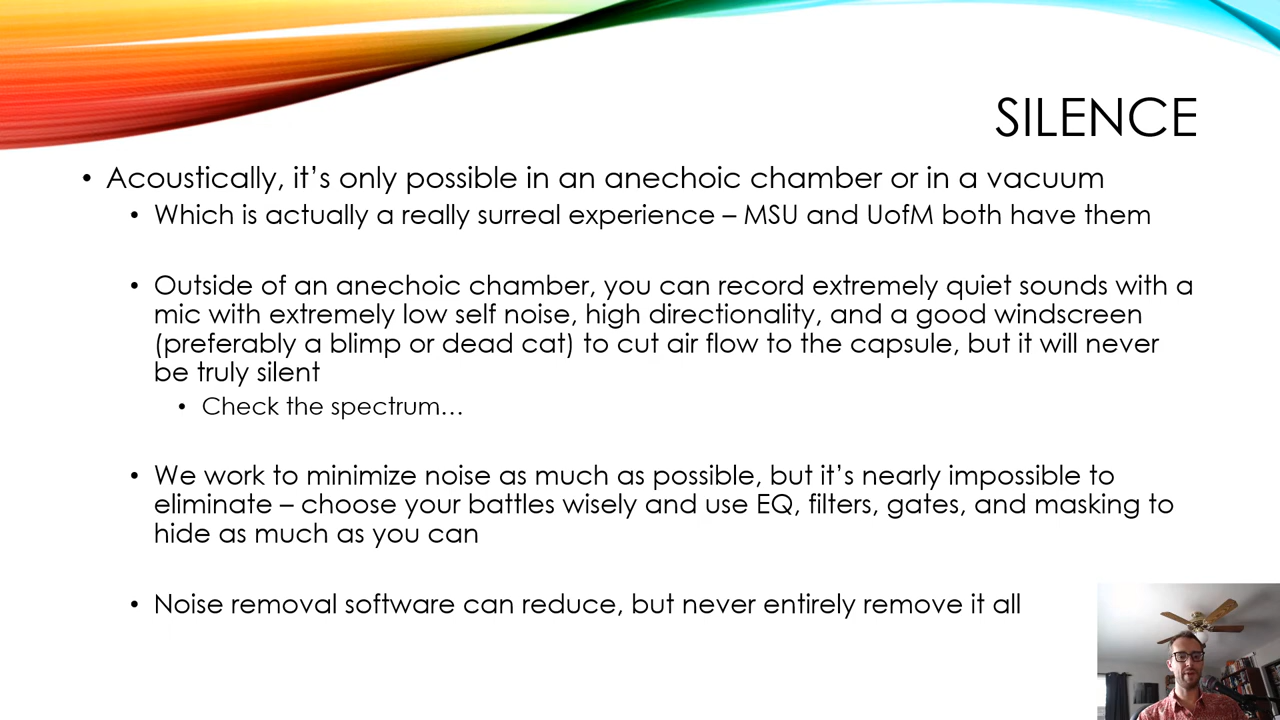 SILENCE
• Acoustically, it’s only possible in an anechoic chamber or in a vacuum
• Which is actually a really surreal experience – MSU and UofM both have them
• Outside of an anechoic chamber, you can record extremely quiet sounds with a
mic with extremely low self noise, high directionality, and a good windscreen
(preferably a blimp or dead cat) to cut air flow to the capsule, but it will never
be truly silent
• Check the spectrum…
• We work to minimize noise as much as possible, but it’s nearly impossible to
eliminate – choose your battles wisely and use EQ, filters, gates, and masking to
hide as much as you can
• Noise removal software can reduce, but never entirely remove it all